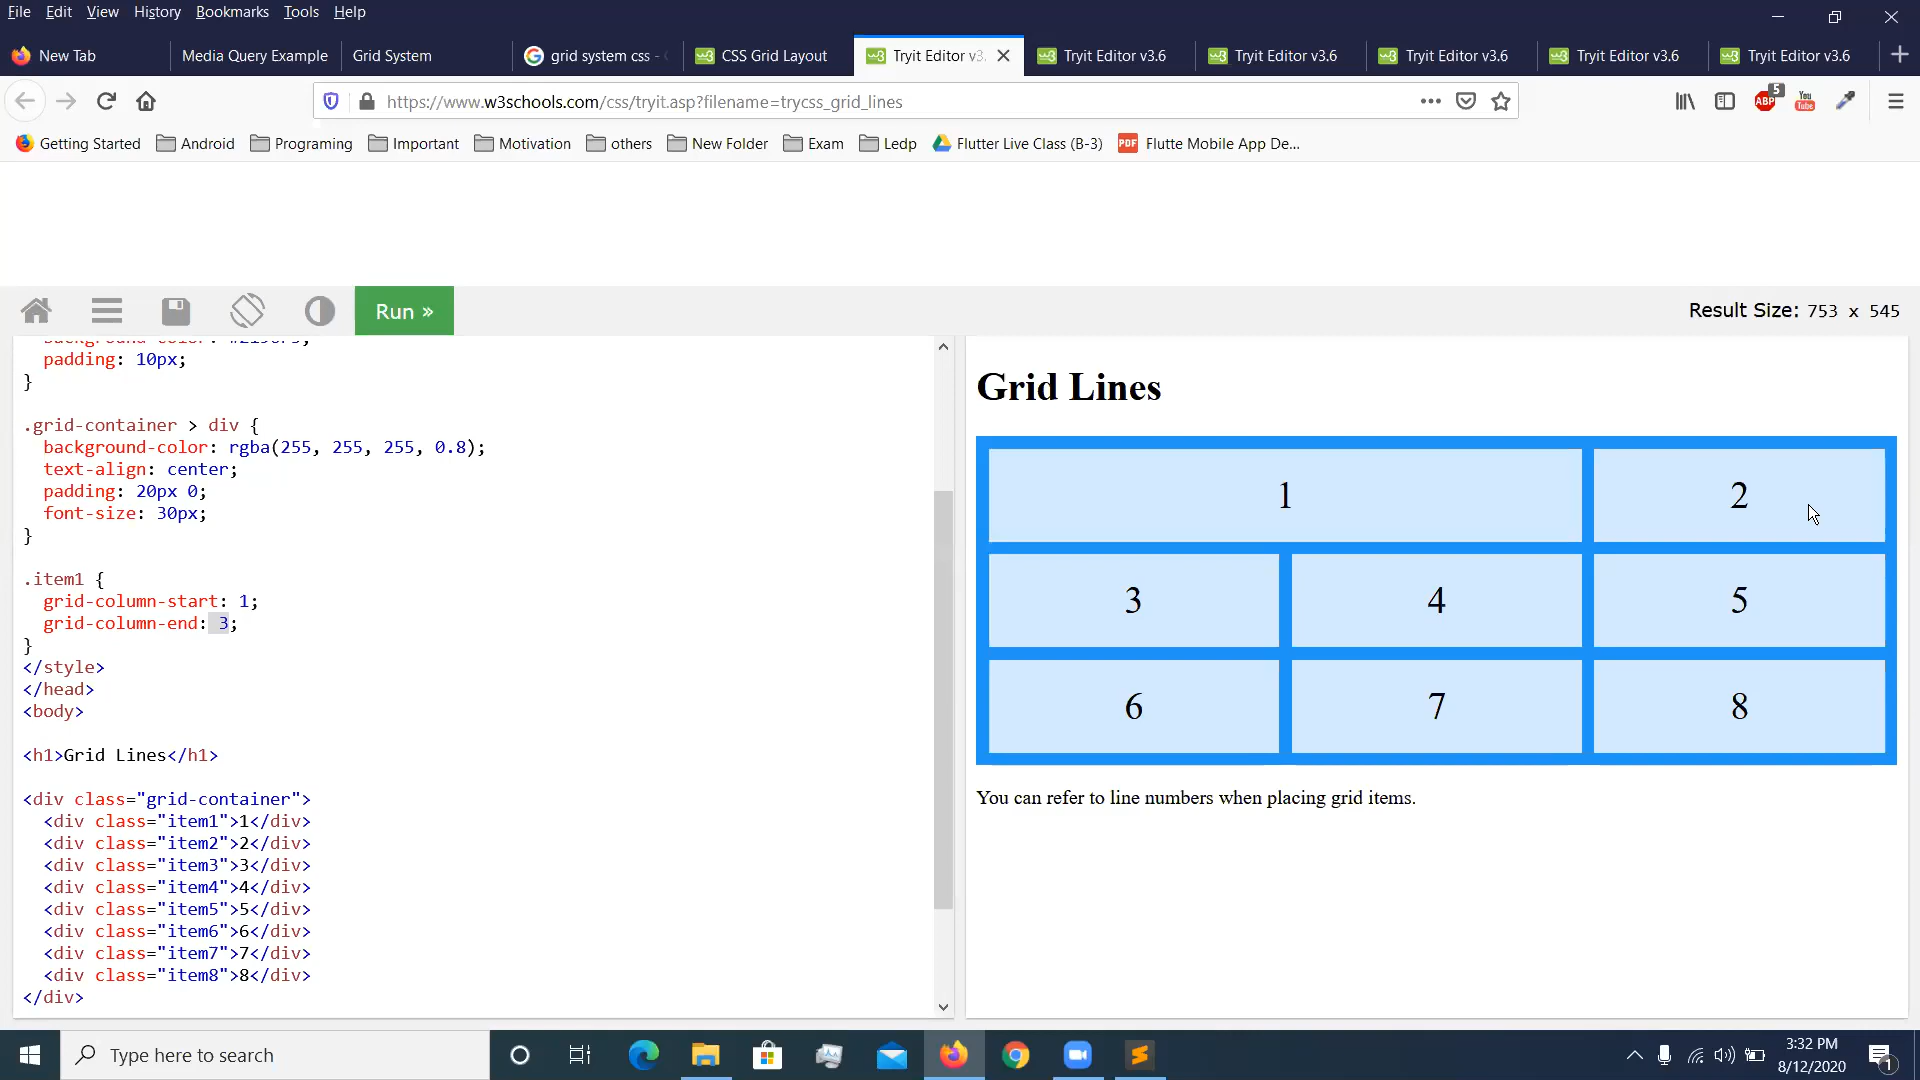 File Edit View History Bookmarks Tools Help
New Tab Media Query Example Grid System grid system css - CSS Grid Layout Tryit Editor v3. Tryit Editor v3.6 Tryit Editor v3.6 Tryit Editor v3.6 Tryit Editor v3.6 Tryit Editor v3.6
https://www.w3schools.com/css/tryit.asp?filename=trycss_grid_lines ABP 5 You Tube
Getting Started Android Programing Important Motivation others New Folder Exam Ledp Flutter Live Class (B-3) PDF Flutte Mobile App De...
Run » Result Size: 753 x 545
padding: 10px;
}
.grid-container > div {
background-color: rgba(255, 255, 255, 0.8);
text-align: center;
padding: 20px 0;
font-size: 30px;
}
.item1 {
grid-column-start: 1;
grid-column-end: 3;
}
</style>
</head>
<body>
<h1>Grid Lines</h1>
<div class="grid-container">
<div class="item1">1</div>
<div class="item2">2</div>
<div class="item3">3</div>
<div class="item4">4</div>
<div class="item5">5</div>
<div class="item6">6</div>
<div class="item7">7</div>
<div class="item8">8</div>
</div>
Grid Lines
1 2
3 4 5
6 7 8
You can refer to line numbers when placing grid items.
Type here to search
3:32 PM
8/12/2020
1